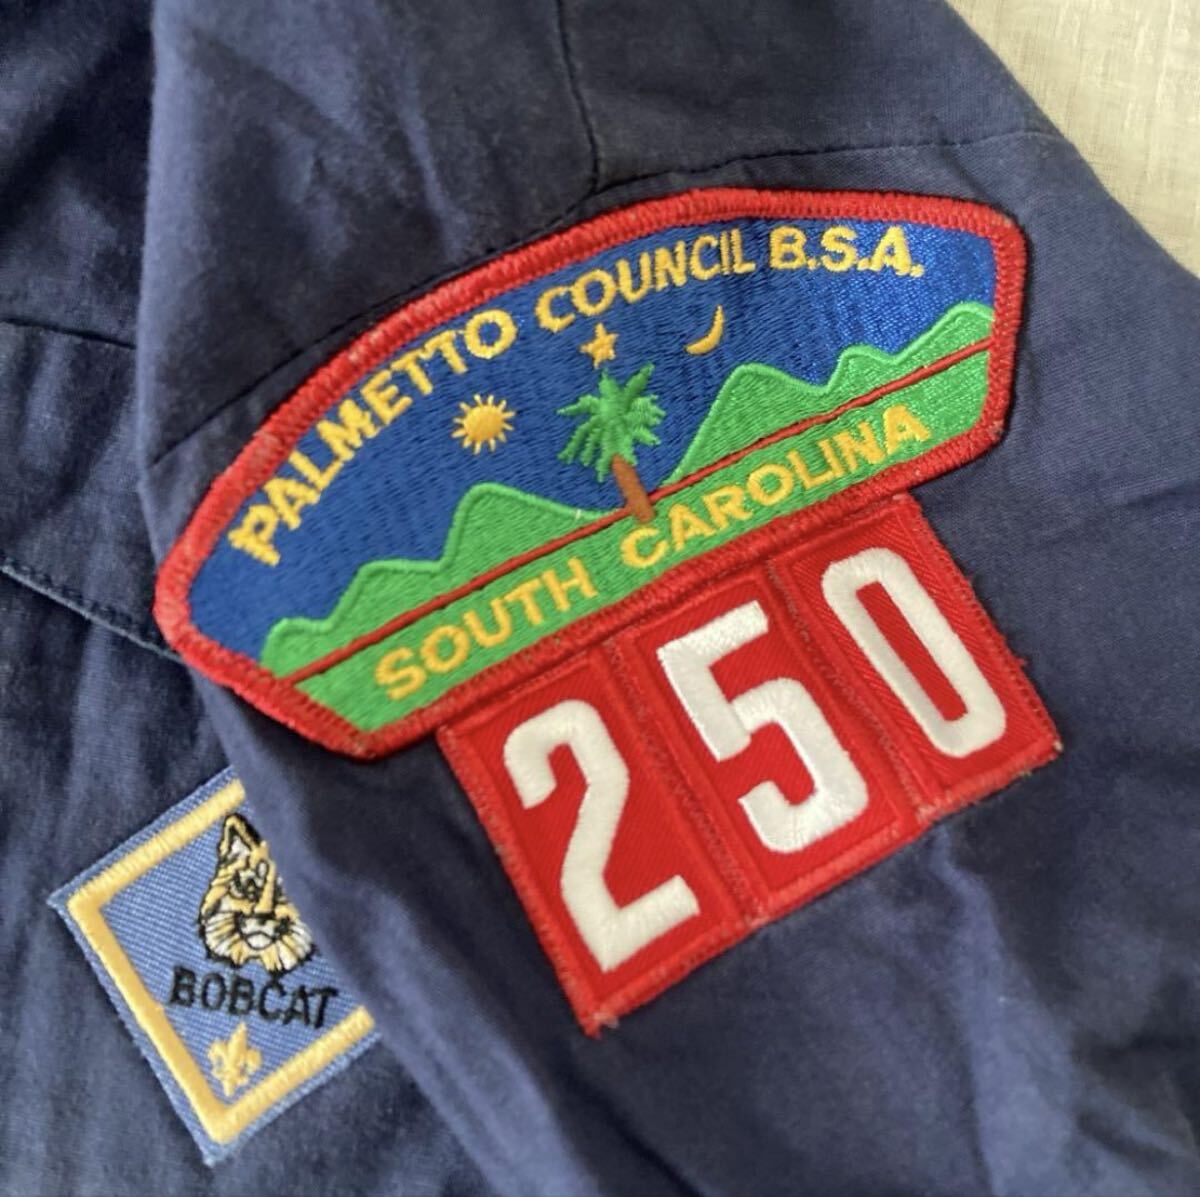 PALMETTO COUNCIL B.S.A.
SOUTH CAROLINA
250
BOBCAT